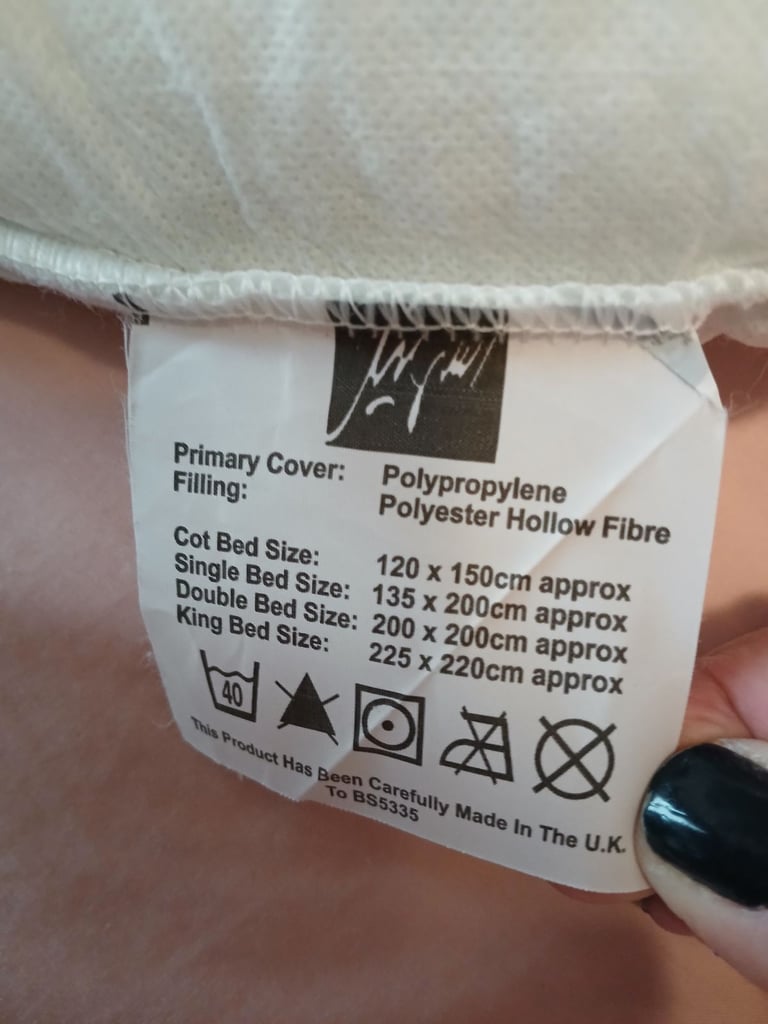 Primary Cover: Polypropylene
Filling: Polyester Hollow Fibre
Cot Bed Size: 120 x 150cm approx
Single Bed Size: 135 x 200cm approx
Double Bed Size: 200 x 200cm approx
King Bed Size: 225 x 220cm approx
40
This Product Has Been Carefully Made In The U.K.
To BS5335